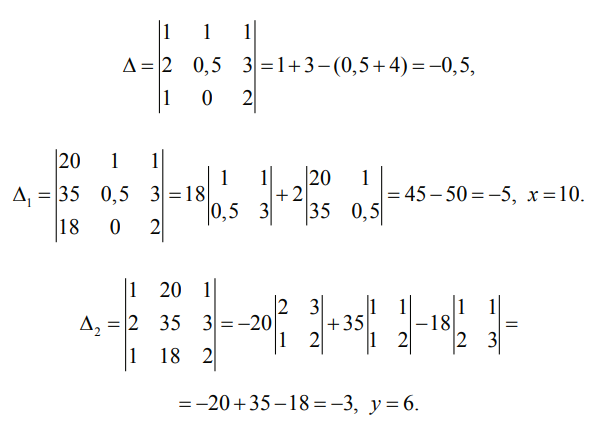 Δ = |1 1 1; 2 0,5 3; 1 0 2| = 1 + 3 − (0,5 + 4) = −0,5,
Δ₁ = |20 1 1; 35 0,5 3; 18 0 2| = 18 |1 1; 0,5 3| + 2 |20 1; 35 0,5| = 45 − 50 = −5, x = 10.
Δ₂ = |1 20 1; 2 35 3; 1 18 2| = −20 |2 3; 1 2| + 35 |1 1; 1 2| − 18 |1 1; 2 3| =
= −20 + 35 − 18 = −3, y = 6.